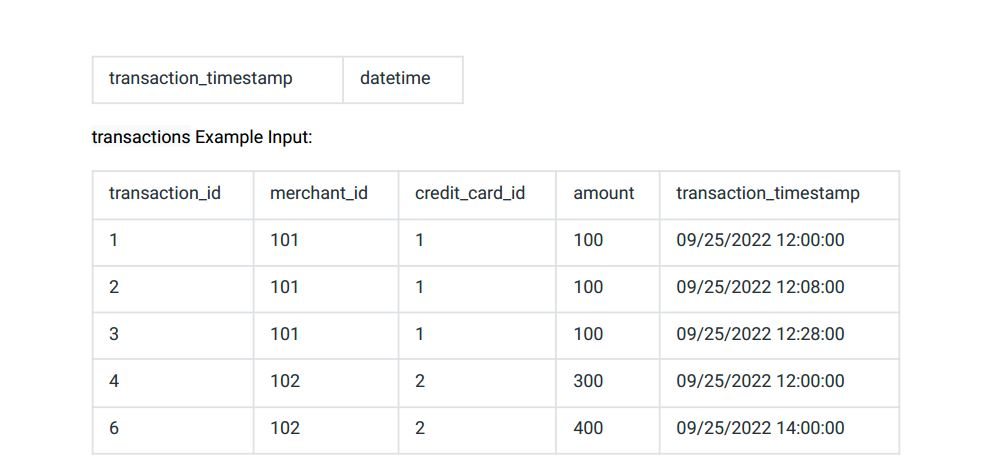 transaction_timestamp datetime
transactions Example Input:
transaction_id merchant_id credit_card_id amount transaction_timestamp
1 101 1 100 09/25/2022 12:00:00
2 101 1 100 09/25/2022 12:08:00
3 101 1 100 09/25/2022 12:28:00
4 102 2 300 09/25/2022 12:00:00
6 102 2 400 09/25/2022 14:00:00